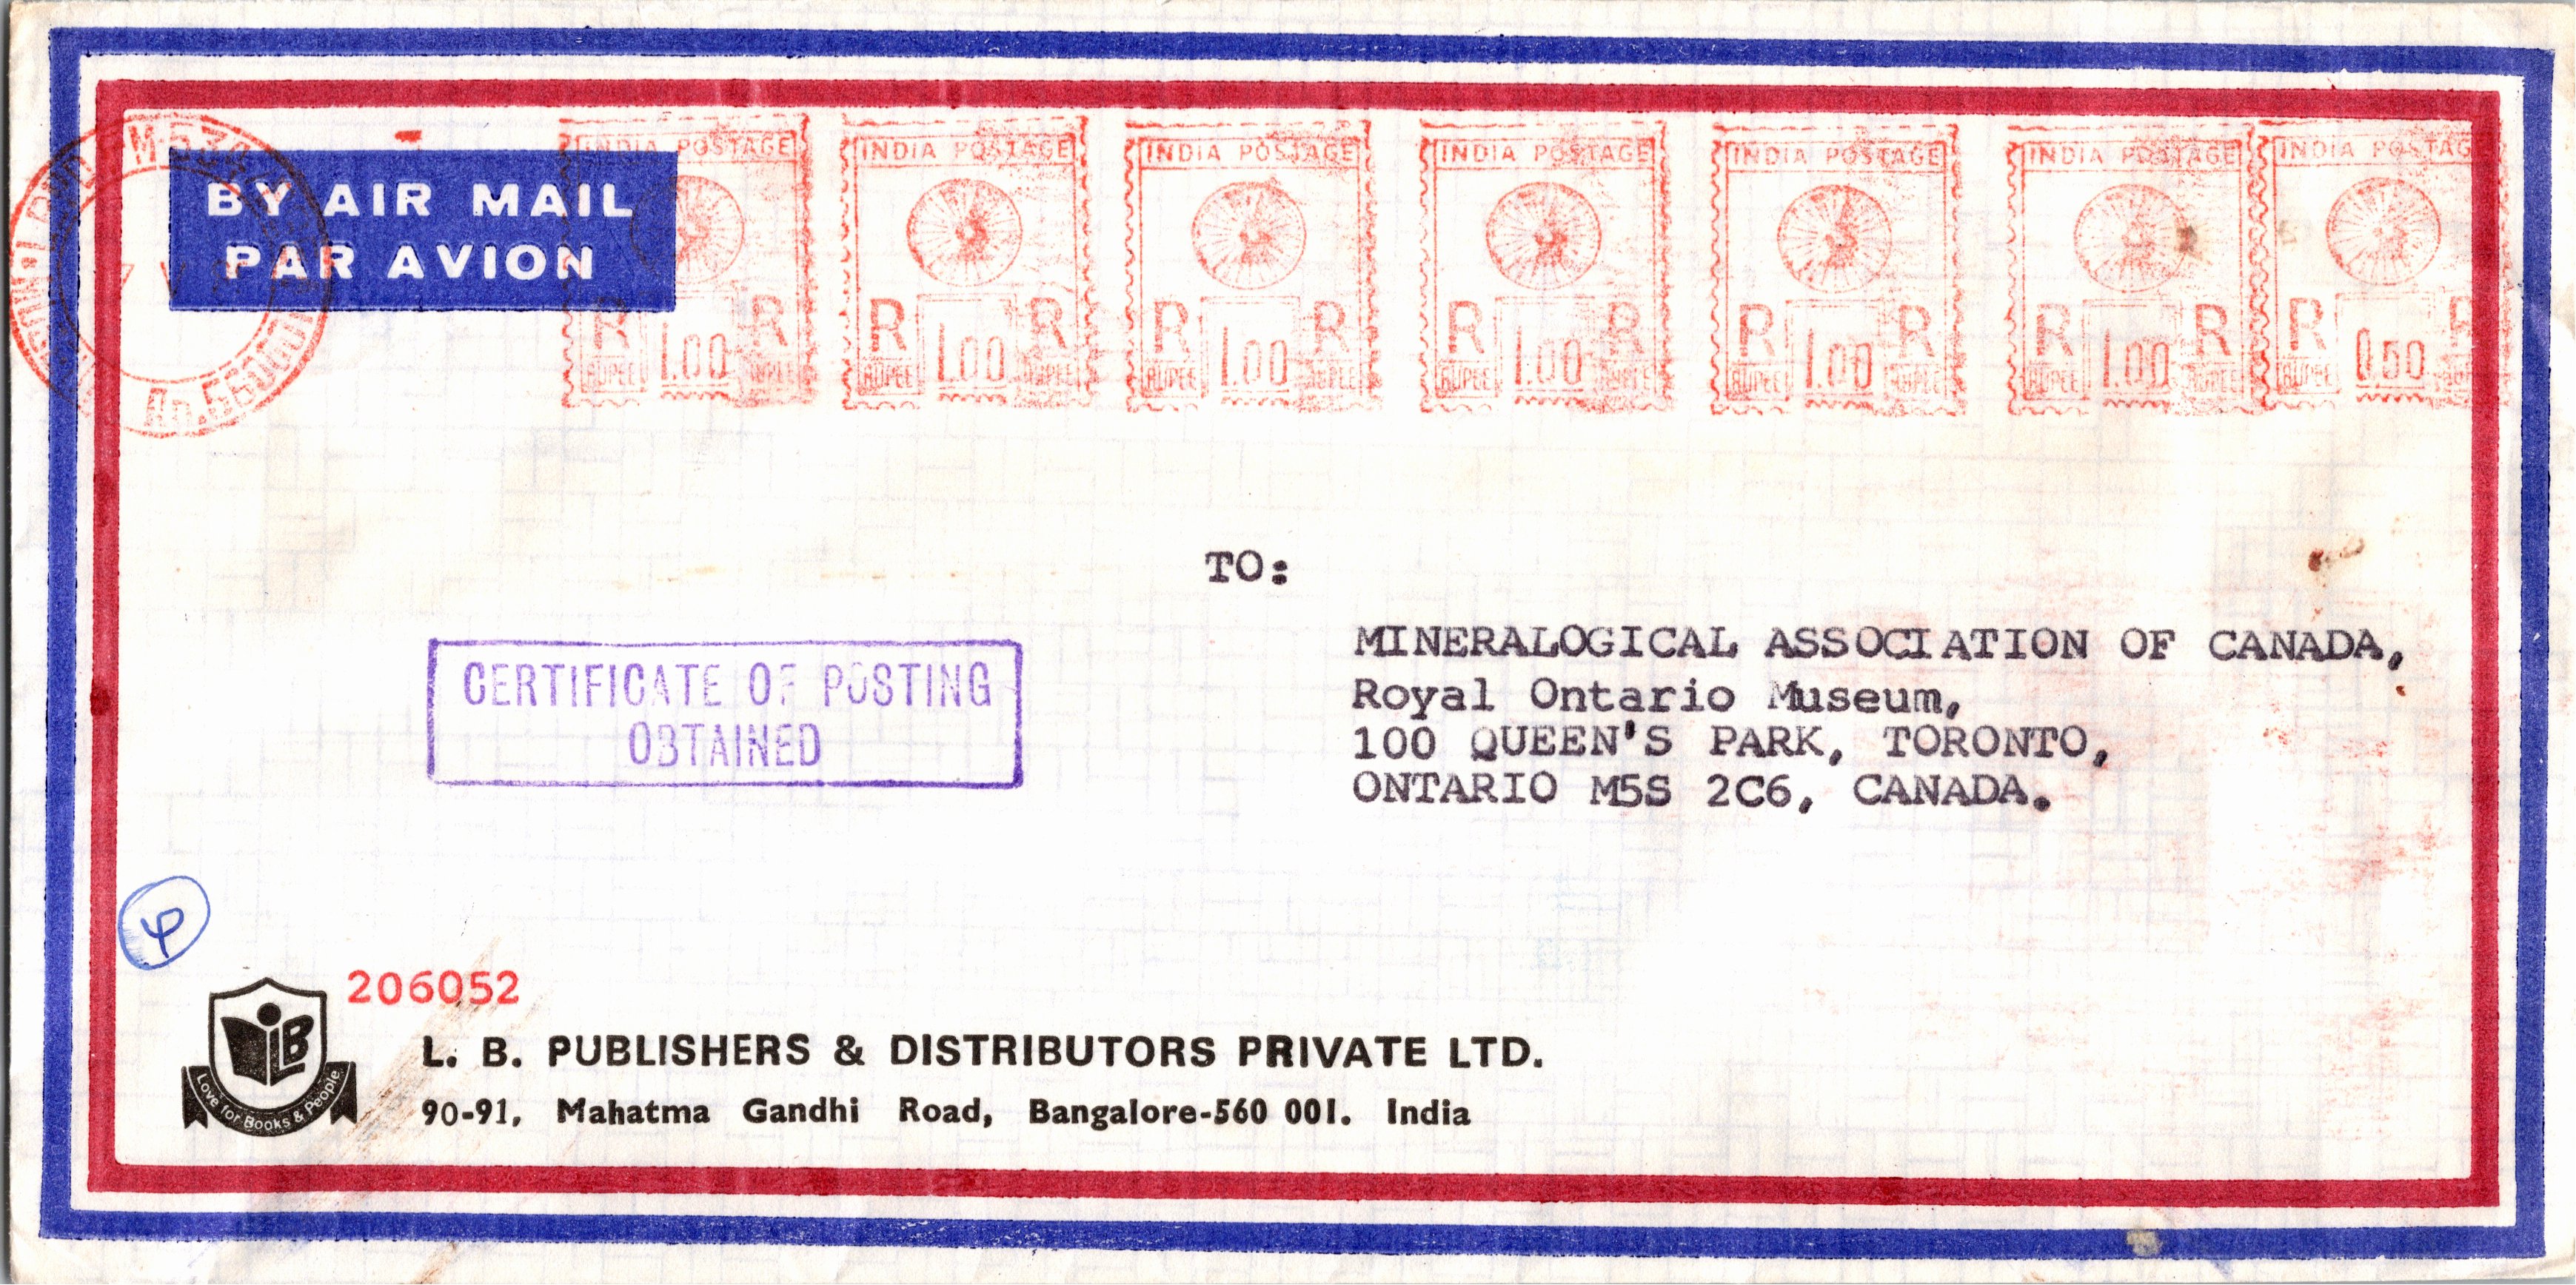 BY AIR MAIL
PAR AVION
INDIA POSTAGE
R 1.00 R
RUPEE
INDIA POSTAGE
R 1.00 R
RUPEE RUPEE
INDIA POSTAGE
R 1.00 R
RUPEE RUPEE
INDIA POSTAGE
R 1.00 R
RUPEE RUPEE
INDIA POSTAGE
R 1.00 R
RUPEE RUPEE
INDIA POSTAGE
R 1.00 R
RUPEE RUPEE
INDIA POSTAG
R 0.50 R
RUPEE
TO:
MINERALOGICAL ASSOCIATION OF CANADA,
Royal Ontario Museum,
100 QUEEN'S PARK, TORONTO,
ONTARIO M5S 2C6, CANADA.
CERTIFICATE OF POSTING
OBTAINED
206052
LB
Love for Books & People
L. B. PUBLISHERS & DISTRIBUTORS PRIVATE LTD.
90-91, Mahatma Gandhi Road, Bangalore-560 001. India